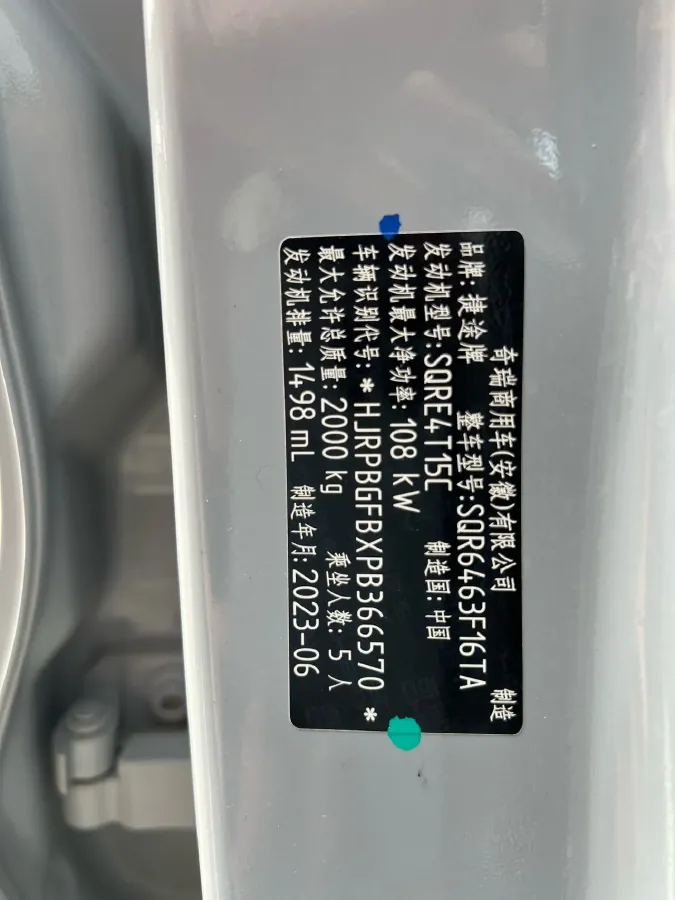 奇瑞商用车(安徽)有限公司 制造
品牌: 捷途牌 整车型号:SQR6463F16TA
发动机型号:SQRE4T15C 制造国: 中国
发动机最大净功率: 108 kW
车辆识别代号: *HJRPBGFBXPB366570*
最大允许总质量: 2000 kg 乘坐人数: 5 人
发动机排量: 1498 mL 制造年月: 2023-06